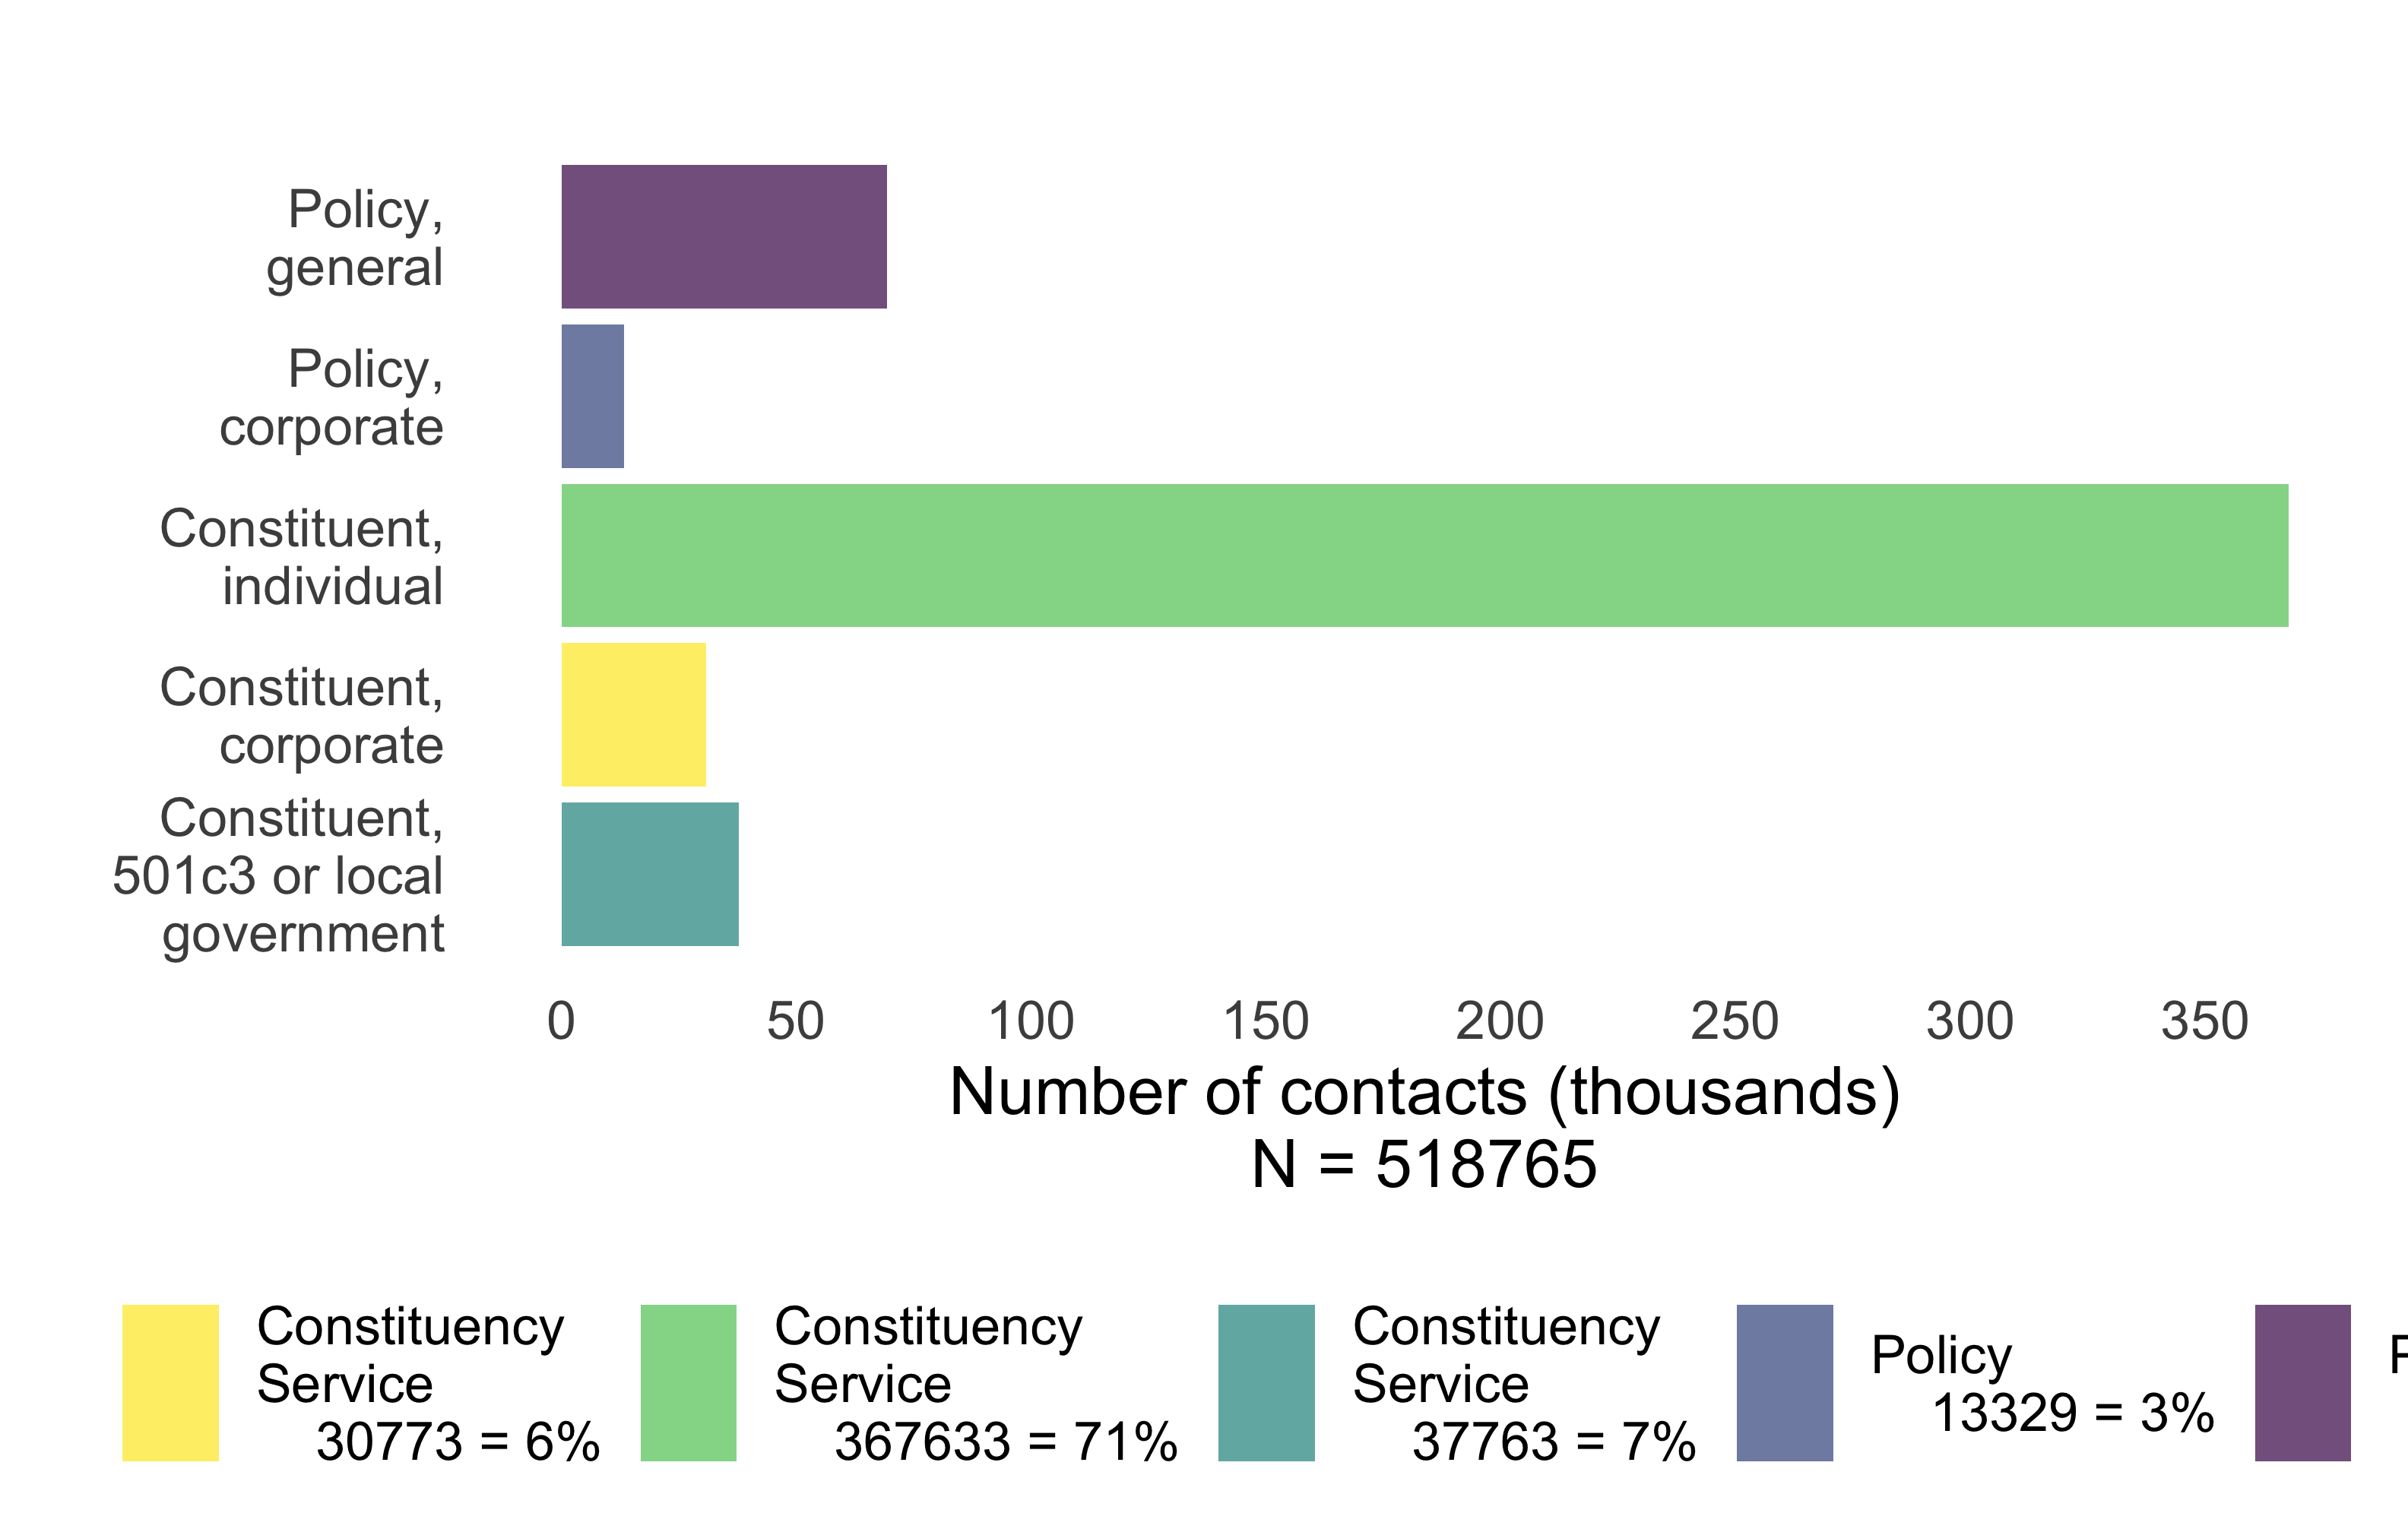 Policy,
general
Policy,
corporate
Constituent,
individual
Constituent,
corporate
Constituent,
501c3 or local
government
0 50 100 150 200 250 300 350
Number of contacts (thousands)
N = 518765
Constituency
Service
30773 = 6%
Constituency
Service
367633 = 71%
Constituency
Service
37763 = 7%
Policy
13329 = 3%